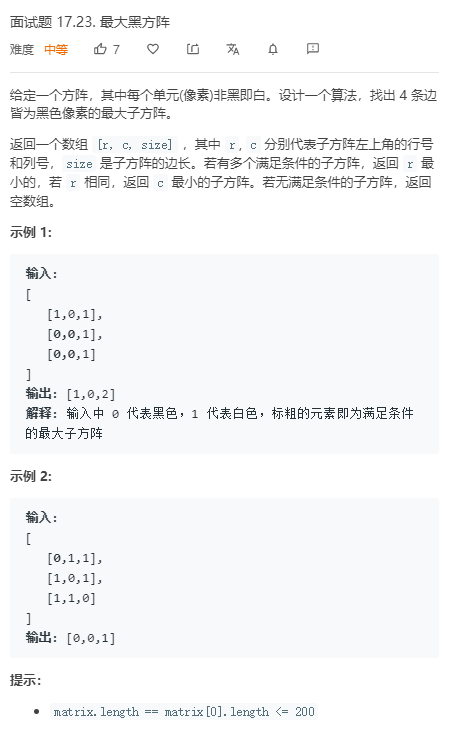 面试题 17.23. 最大黑方阵
难度 中等 7
给定一个方阵，其中每个单元(像素)非黑即白。设计一个算法，找出 4 条边
皆为黑色像素的最大子方阵。
返回一个数组 [r, c, size] ，其中 r, c 分别代表子方阵左上角的行号
和列号，size 是子方阵的边长。若有多个满足条件的子方阵，返回 r 最
小的，若 r 相同，返回 c 最小的子方阵。若无满足条件的子方阵，返回
空数组。
示例 1:
输入:
[
[1,0,1],
[0,0,1],
[0,0,1]
]
输出: [1,0,2]
解释: 输入中 0 代表黑色，1 代表白色，标粗的元素即为满足条件
的最大子方阵
示例 2:
输入:
[
[0,1,1],
[1,0,1],
[1,1,0]
]
输出: [0,0,1]
提示：
matrix.length == matrix[0].length <= 200